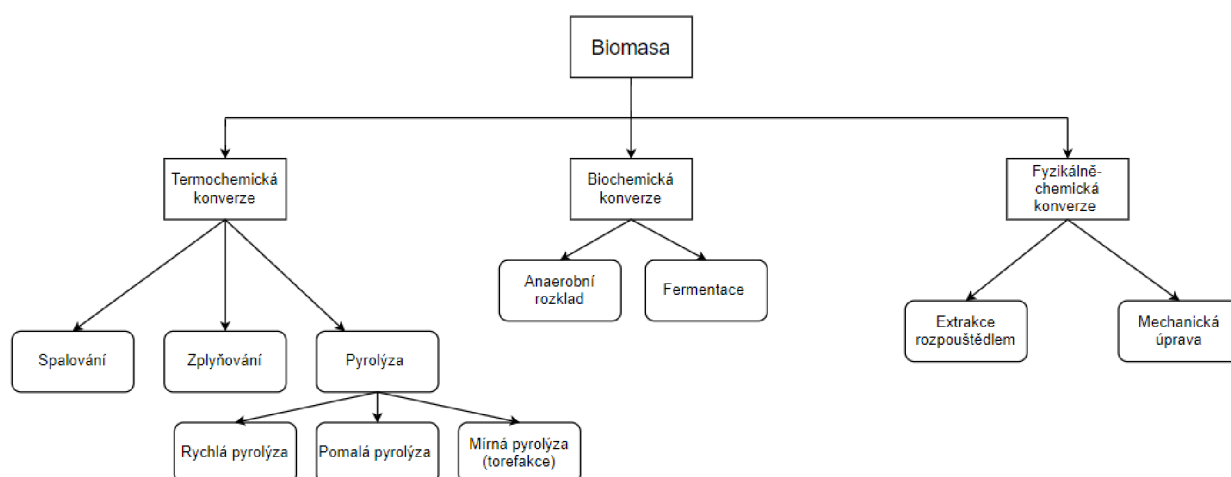 Biomasa
Termochemická
konverze
Biochemická
konverze
Fyzikálně-
chemická
konverze
Anaerobní
rozklad
Fermentace
Extrakce
rozpouštědlem
Mechanická
úprava
Spalování
Zplyňování
Pyrolýza
Rychlá pyrolýza
Pomalá pyrolýza
Mírná pyrolýza
(torefakce)